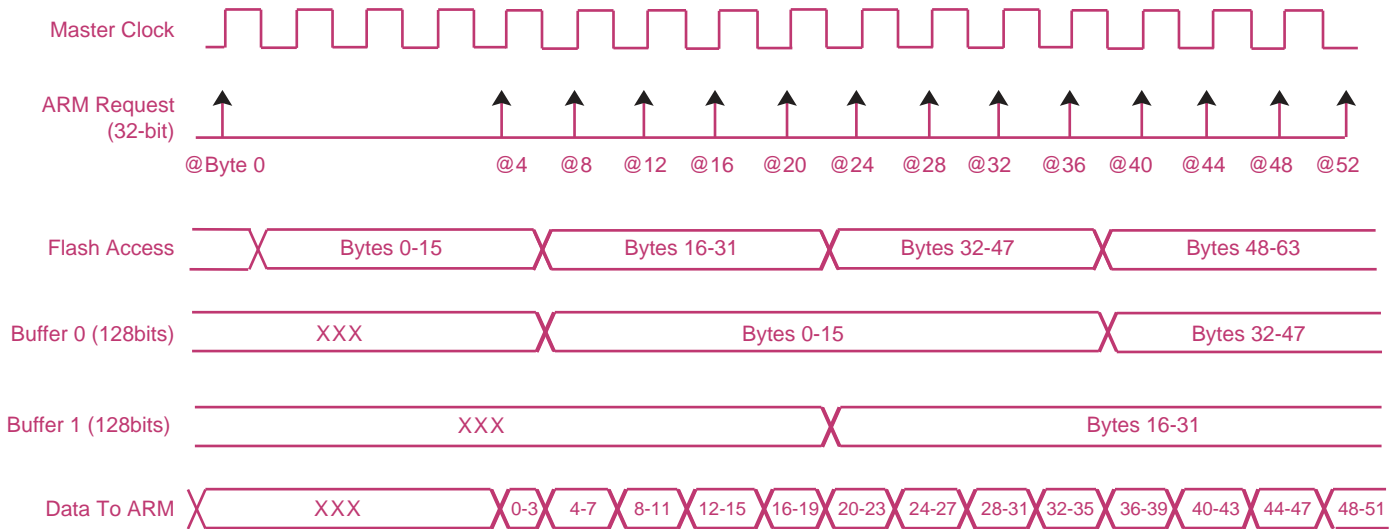 Master Clock
ARM Request
(32-bit)
@Byte 0 @4 @8 @12 @16 @20 @24 @28 @32 @36 @40 @44 @48 @52
Flash Access Bytes 0-15 Bytes 16-31 Bytes 32-47 Bytes 48-63
Buffer 0 (128bits) XXX Bytes 0-15 Bytes 32-47
Buffer 1 (128bits) XXX Bytes 16-31
Data To ARM XXX 0-3 4-7 8-11 12-15 16-19 20-23 24-27 28-31 32-35 36-39 40-43 44-47 48-51